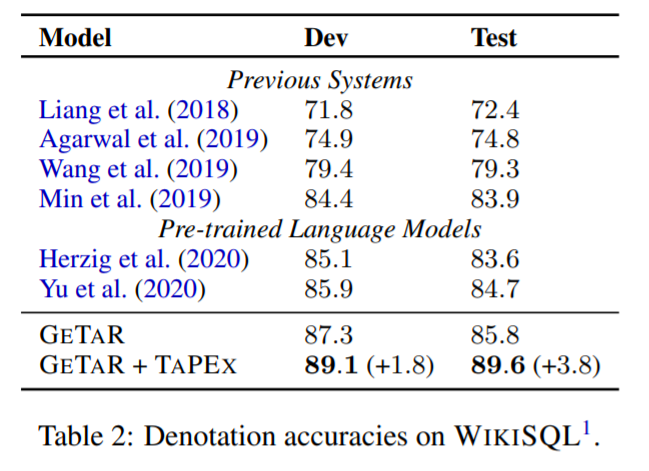 Model Dev Test
Previous Systems
Liang et al. (2018) 71.8 72.4
Agarwal et al. (2019) 74.9 74.8
Wang et al. (2019) 79.4 79.3
Min et al. (2019) 84.4 83.9
Pre-trained Language Models
Herzig et al. (2020) 85.1 83.6
Yu et al. (2020) 85.9 84.7
GETAR 87.3 85.8
GETAR + TAPEX 89.1 (+1.8) 89.6 (+3.8)
Table 2: Denotation accuracies on WIKISQL¹.